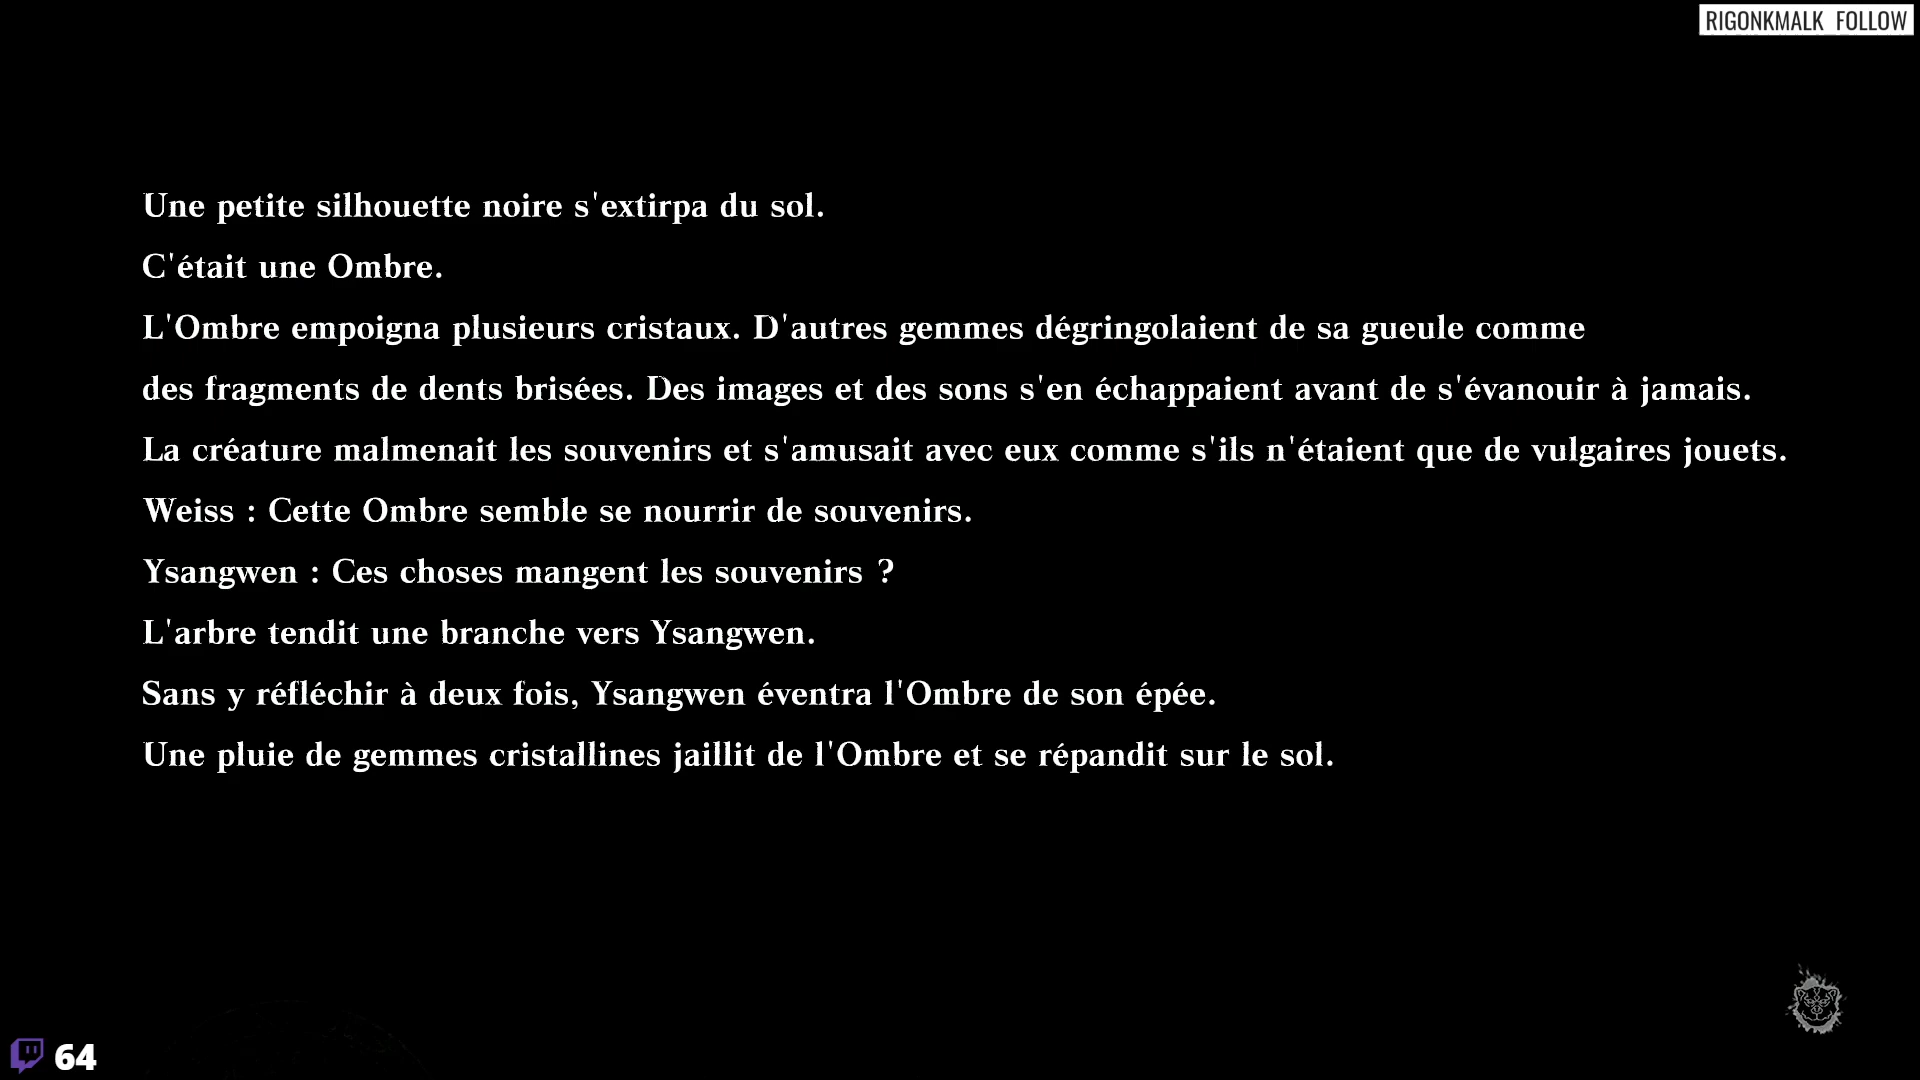 RIGONKMALK FOLLOW
Une petite silhouette noire s'extirpa du sol.
C'était une Ombre.
L'Ombre empoigna plusieurs cristaux. D'autres gemmes dégringolaient de sa gueule comme
des fragments de dents brisées. Des images et des sons s'en échappaient avant de s'évanouir à jamais.
La créature malmenait les souvenirs et s'amusait avec eux comme s'ils n'étaient que de vulgaires jouets.
Weiss : Cette Ombre semble se nourrir de souvenirs.
Ysangwen : Ces choses mangent les souvenirs ?
L'arbre tendit une branche vers Ysangwen.
Sans y réfléchir à deux fois, Ysangwen éventra l'Ombre de son épée.
Une pluie de gemmes cristallines jaillit de l'Ombre et se répandit sur le sol.
64